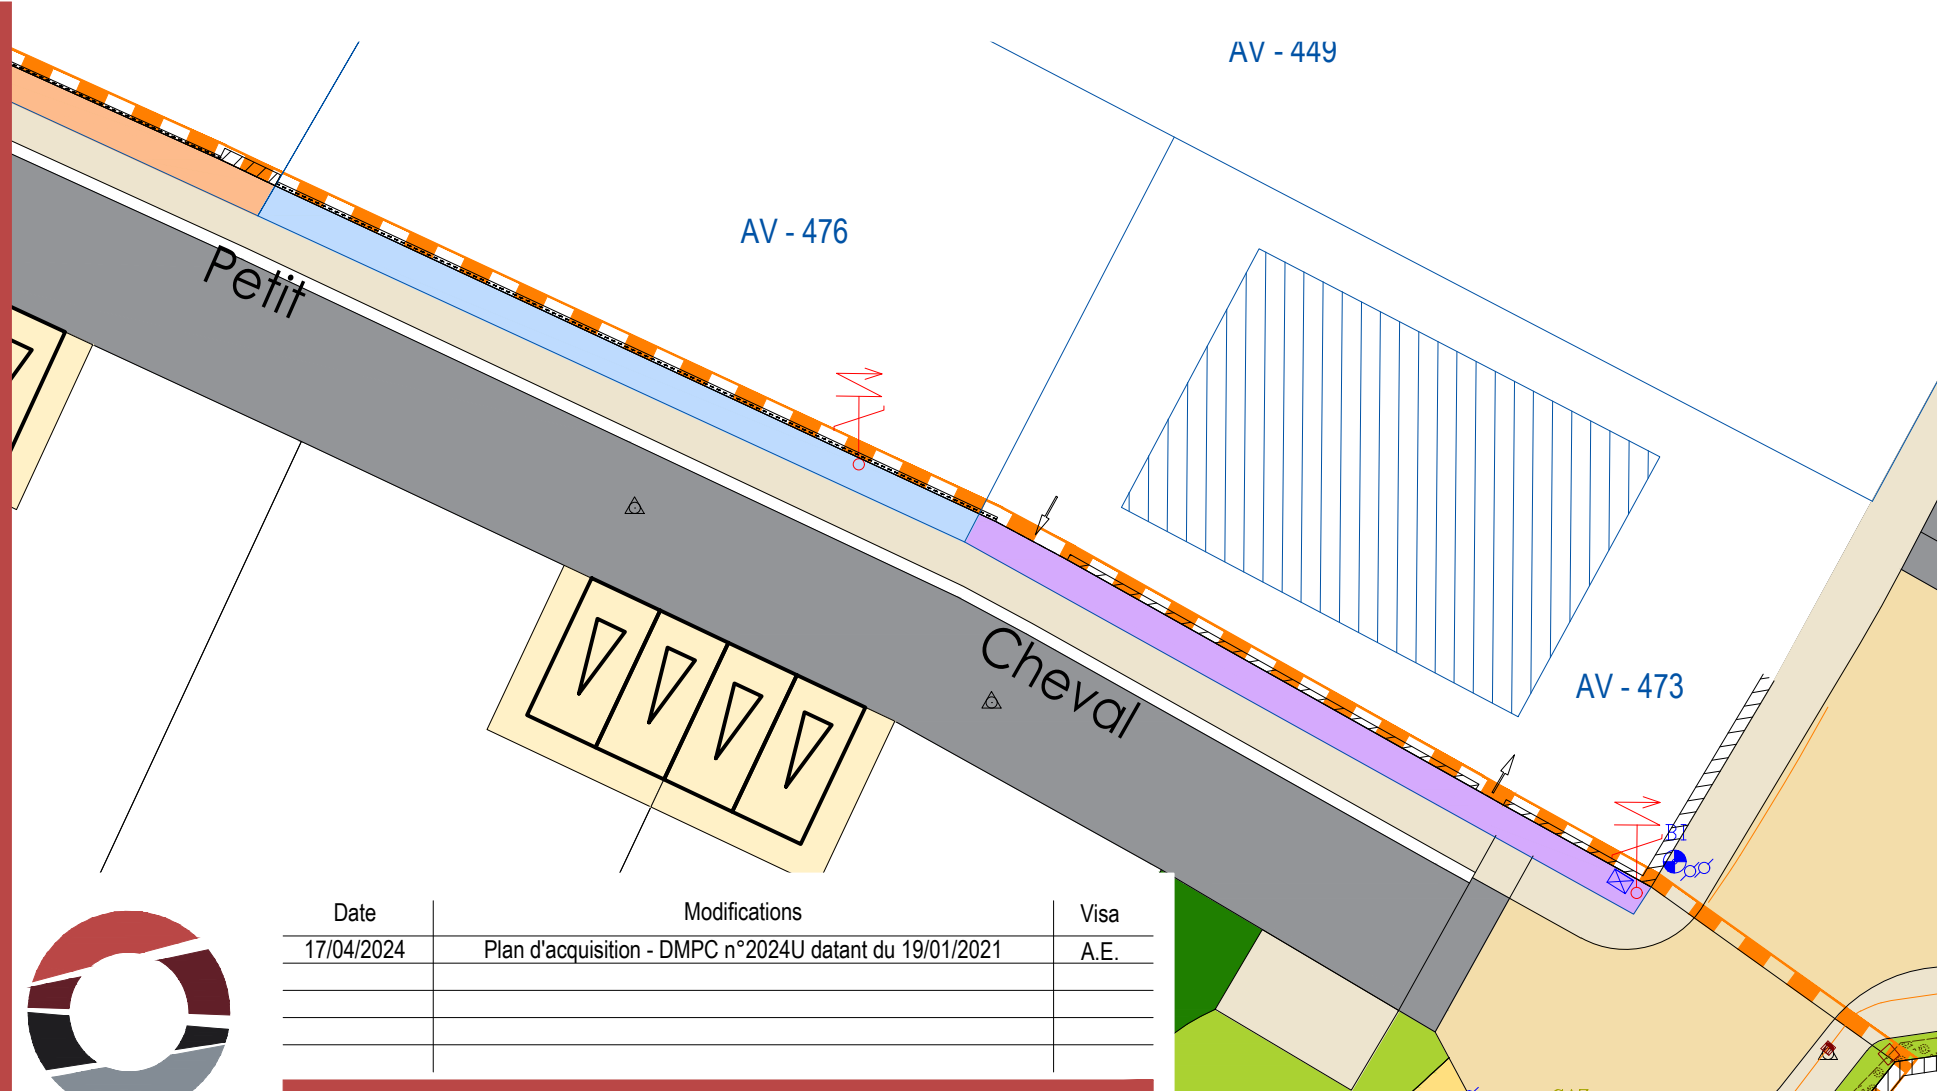 AV - 449
AV - 476
Petit
Cheval
AV - 473
BT
Date Modifications Visa
17/04/2024 Plan d'acquisition - DMPC n°2024U datant du 19/01/2021 A.E.